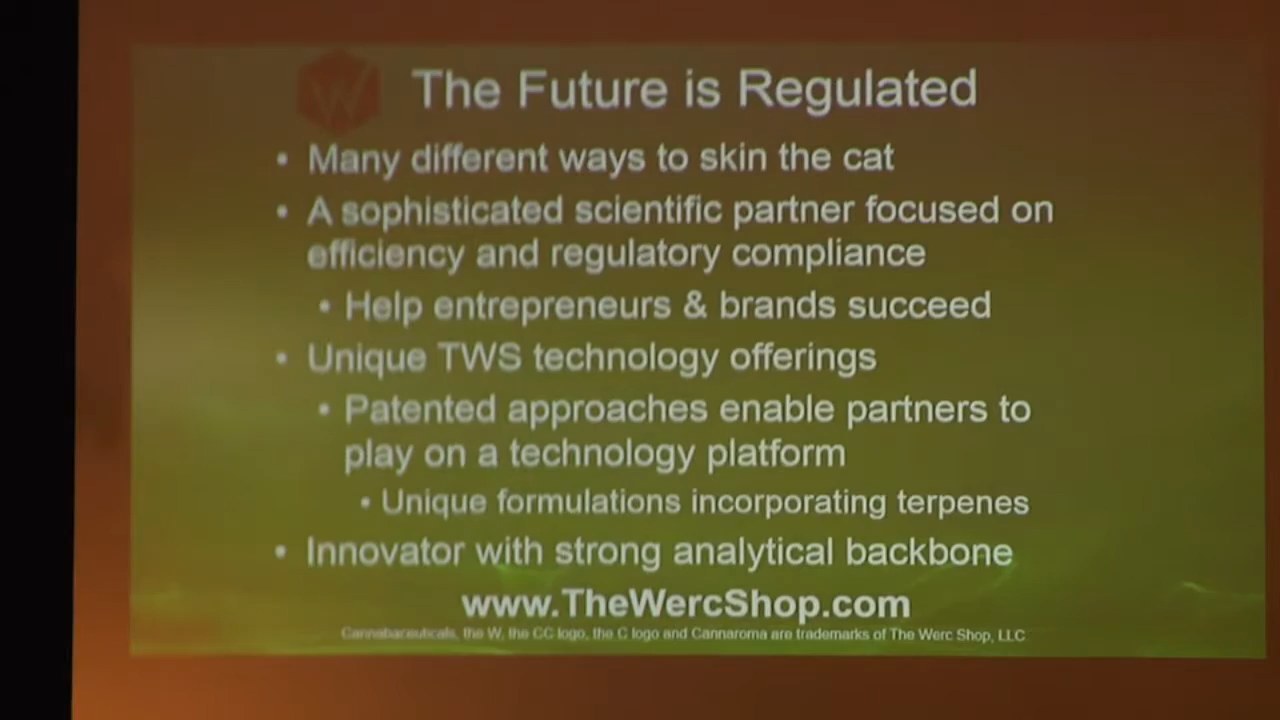 W The Future is Regulated
• Many different ways to skin the cat
• A sophisticated scientific partner focused on
efficiency and regulatory compliance
• Help entrepreneurs & brands succeed
• Unique TWS technology offerings
• Patented approaches enable partners to
play on a technology platform
• Unique formulations incorporating terpenes
• Innovator with strong analytical backbone
www.TheWercShop.com
Cannabaceuticals, the W, the CC logo, the C logo and Cannaroma are trademarks of The Werc Shop, LLC